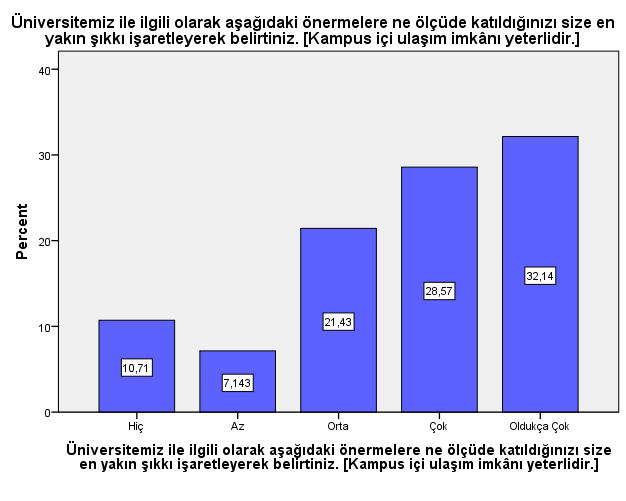 Üniversitemiz ile ilgili olarak aşağıdaki önermelere ne ölçüde katıldığınızı size en
yakın şıkkı işaretleyerek belirtiniz. [Kampus içi ulaşım imkânı yeterlidir.]
40
30
20
10
0
Percent
10,71
7,143
21,43
28,57
32,14
Hiç
Az
Orta
Çok
Oldukça Çok
Üniversitemiz ile ilgili olarak aşağıdaki önermelere ne ölçüde katıldığınızı size
en yakın şıkkı işaretleyerek belirtiniz. [Kampus içi ulaşım imkânı yeterlidir.]